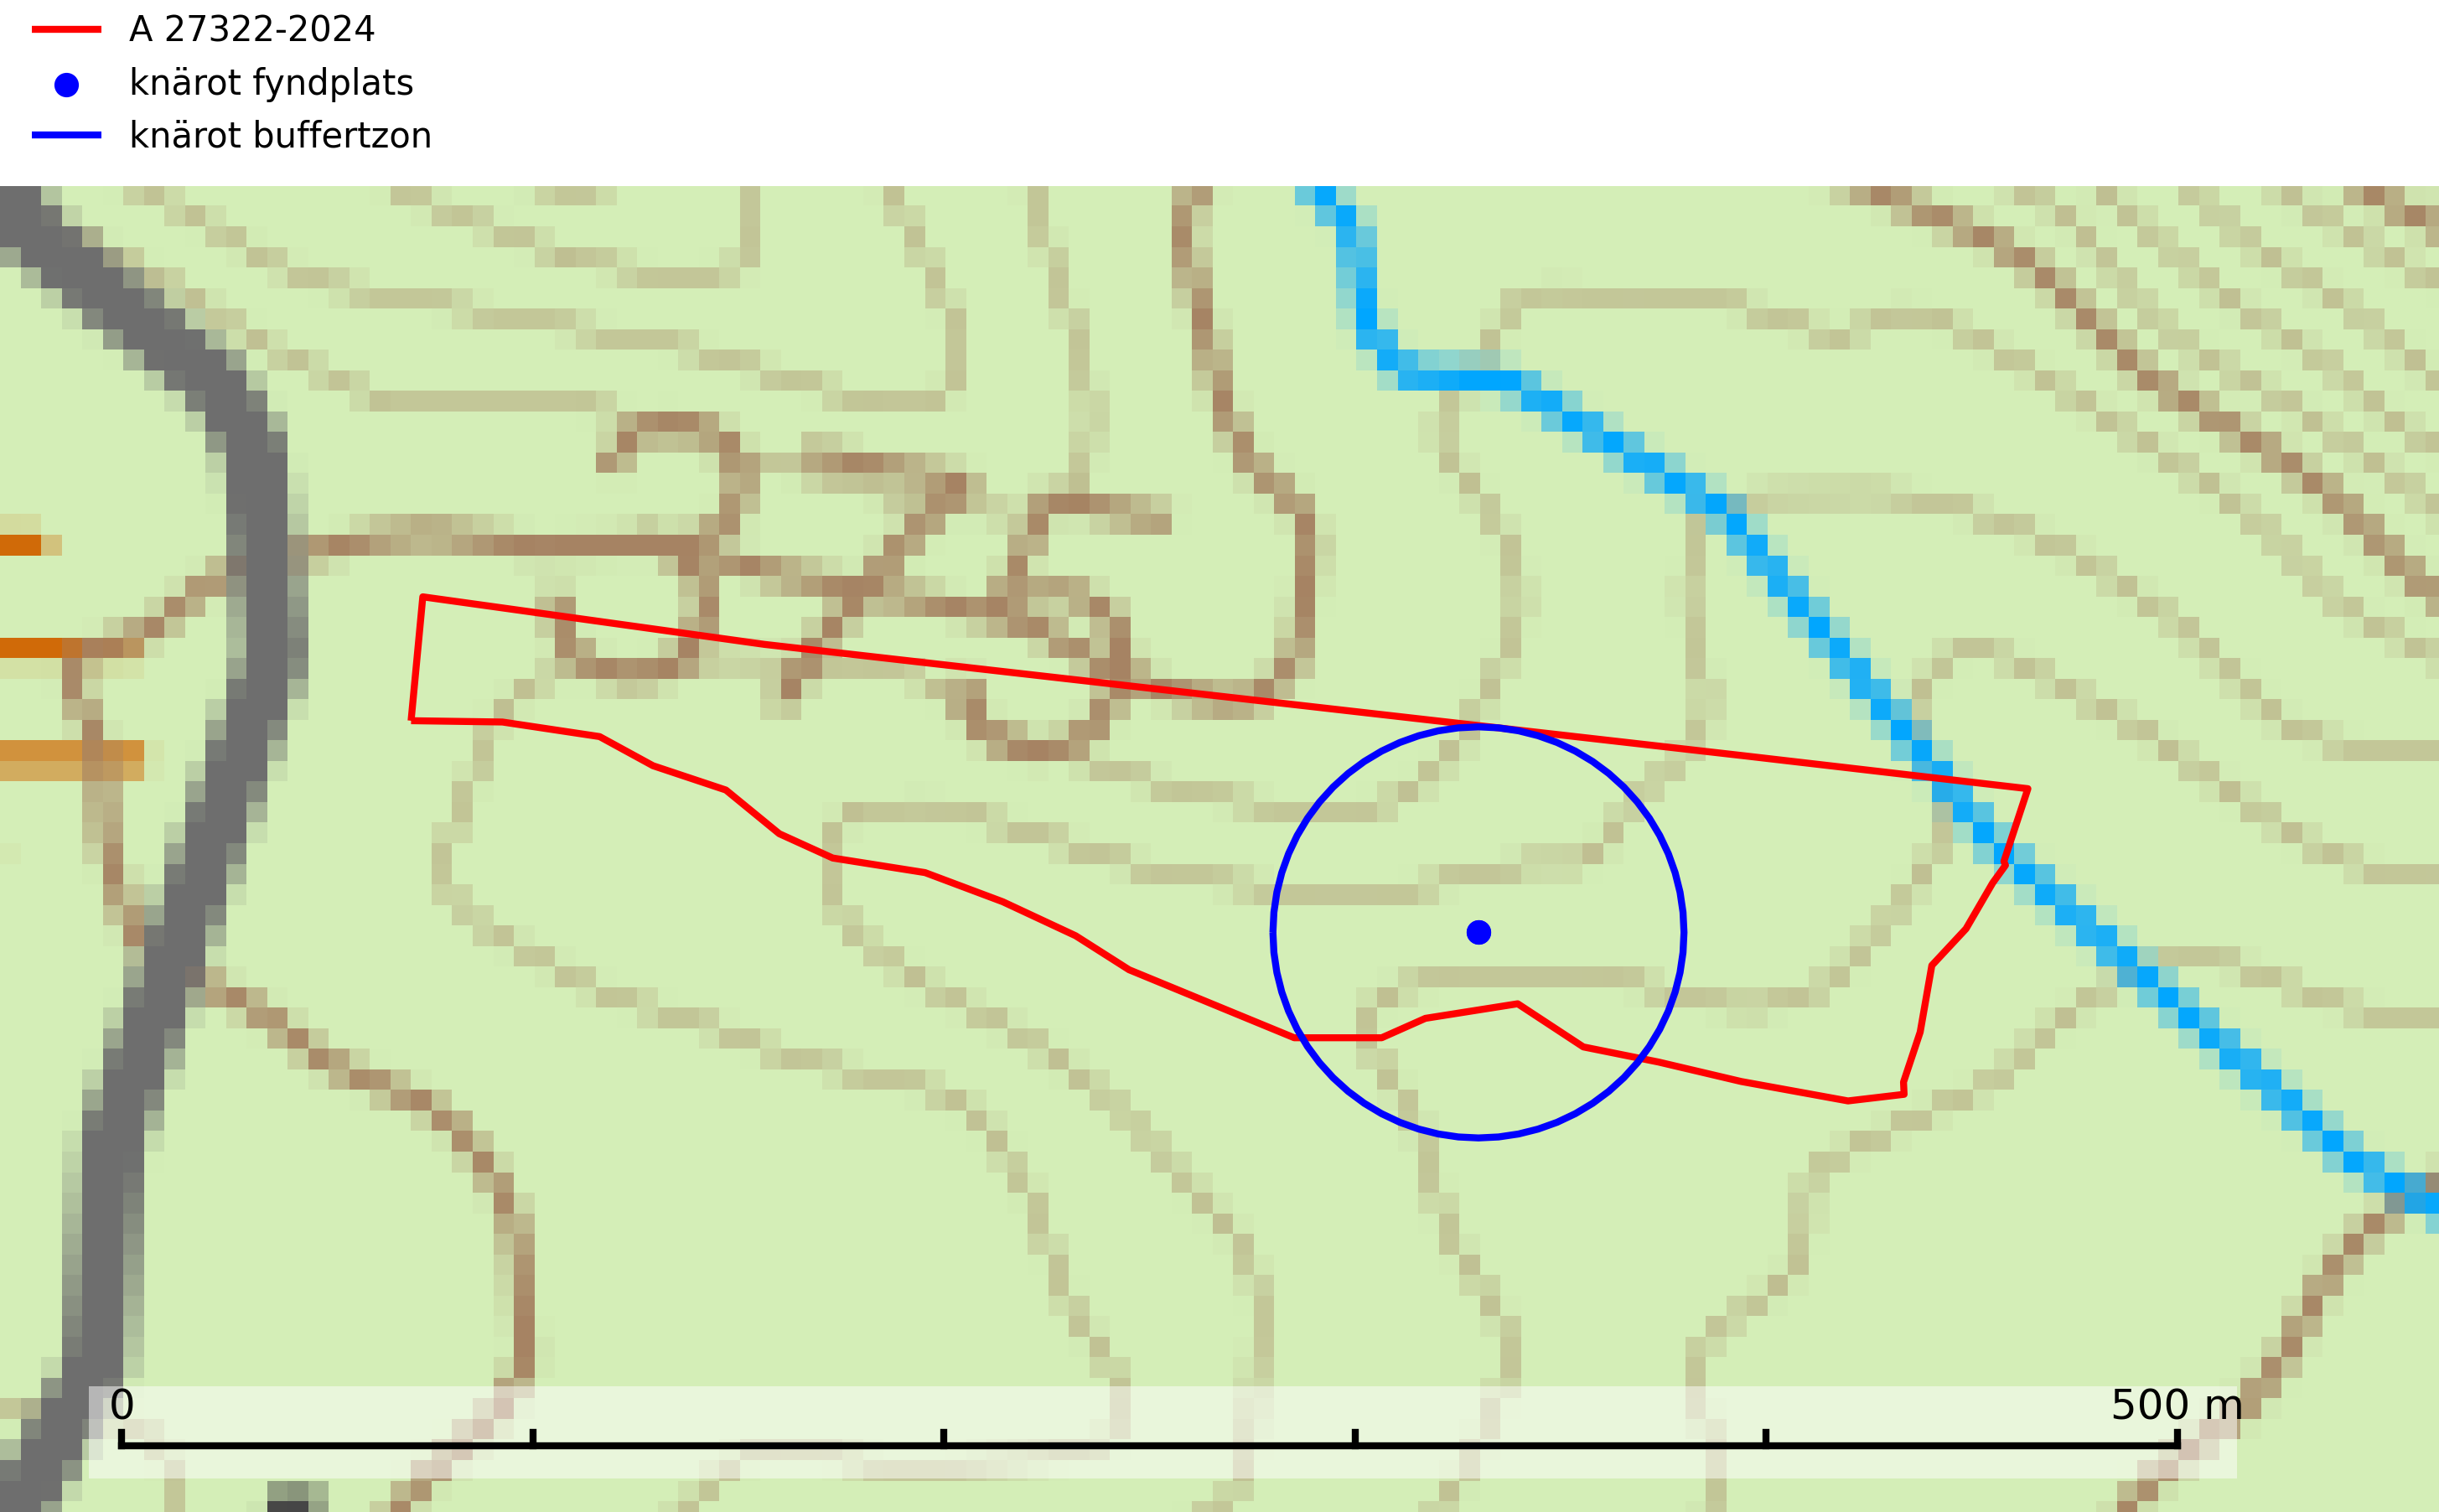 A 27322-2024
knärot fyndplats
knärot buffertzon
0
500 m